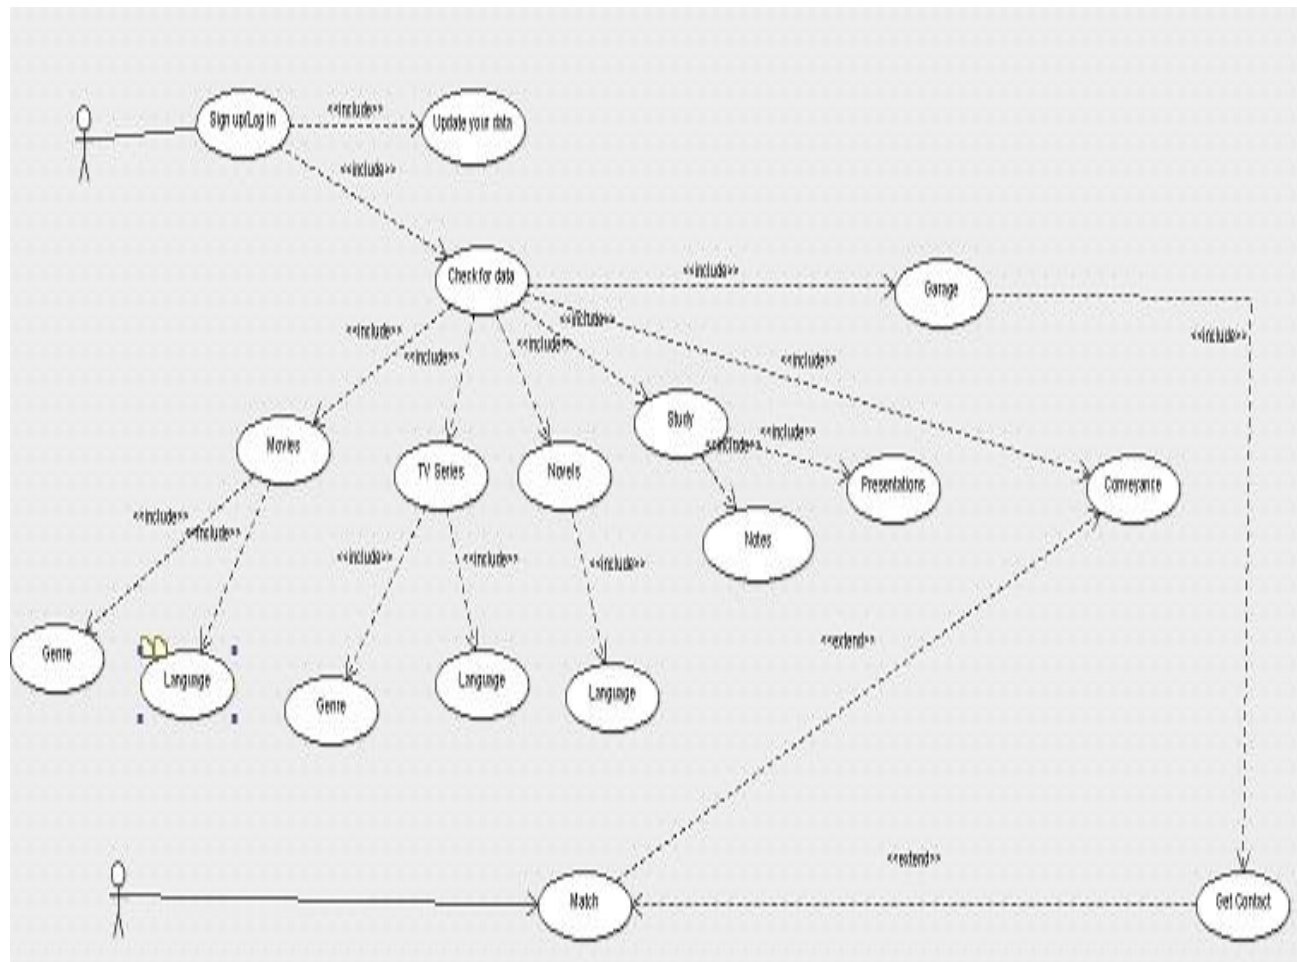 Sign up/Log in
<<include>>
Update your data
<<include>>
Check for data
<<include>>
Garage
<<include>>
<<include>>
<<include>>
<<include>>
<<include>>
<<include>>
Movies
TV Series
Novels
Study
<<include>>
<<include>>
Presentations
Conveyance
Notes
<<include>>
<<include>>
<<include>>
<<include>>
<<include>>
Genre
Language
Genre
Language
Language
<<extend>>
<<extend>>
Match
Get Contact